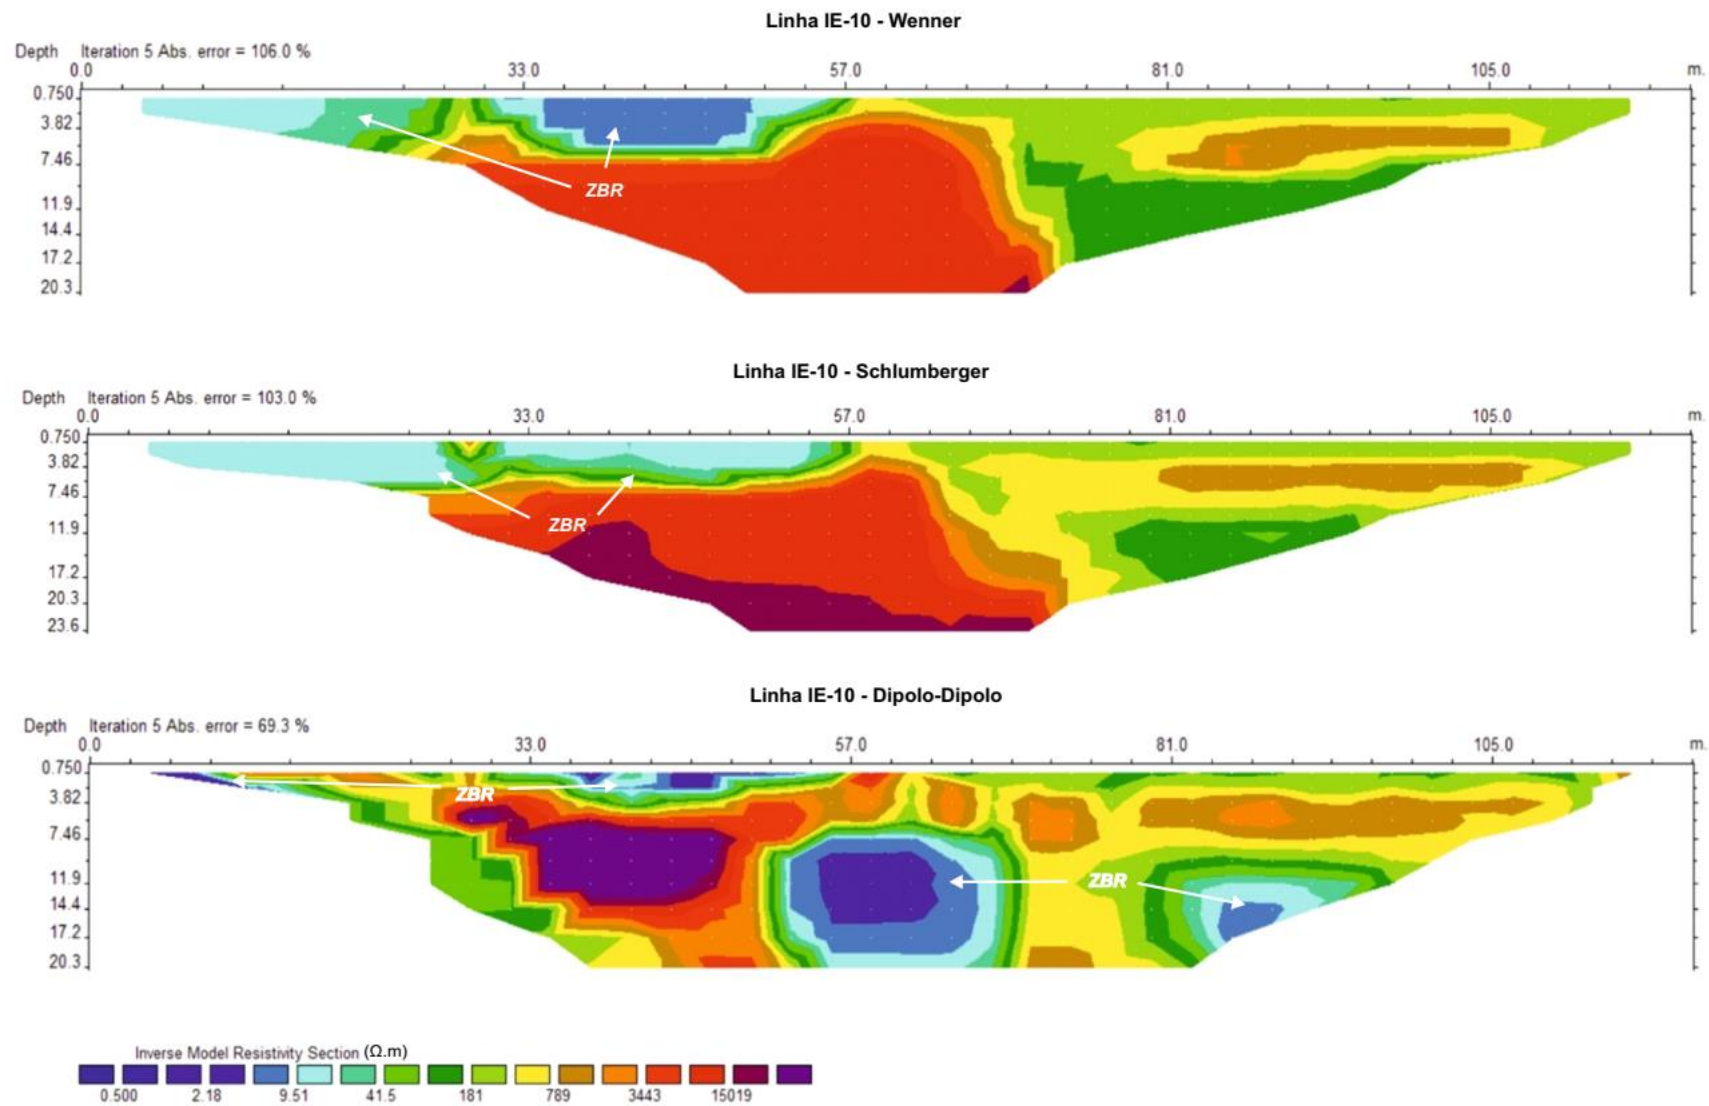 Linha IE-10 - Wenner
Depth Iteration 5 Abs. error = 106.0 %
0.0 33.0 57.0 81.0 105.0 m.
0.750
3.82
7.46
ZBR
11.9
14.4
17.2
20.3
Linha IE-10 - Schlumberger
Depth Iteration 5 Abs. error = 103.0 %
0.0 33.0 57.0 81.0 105.0 m.
0.750
3.82
7.46
ZBR
11.9
17.2
20.3
23.6
Linha IE-10 - Dipolo-Dipolo
Depth Iteration 5 Abs. error = 69.3 %
0.0 33.0 57.0 81.0 105.0 m.
0.750
ZBR
3.82
7.46
11.9 ZBR
14.4
17.2
20.3
Inverse Model Resistivity Section (Ω.m)
0.500 2.18 9.51 41.5 181 789 3443 15019